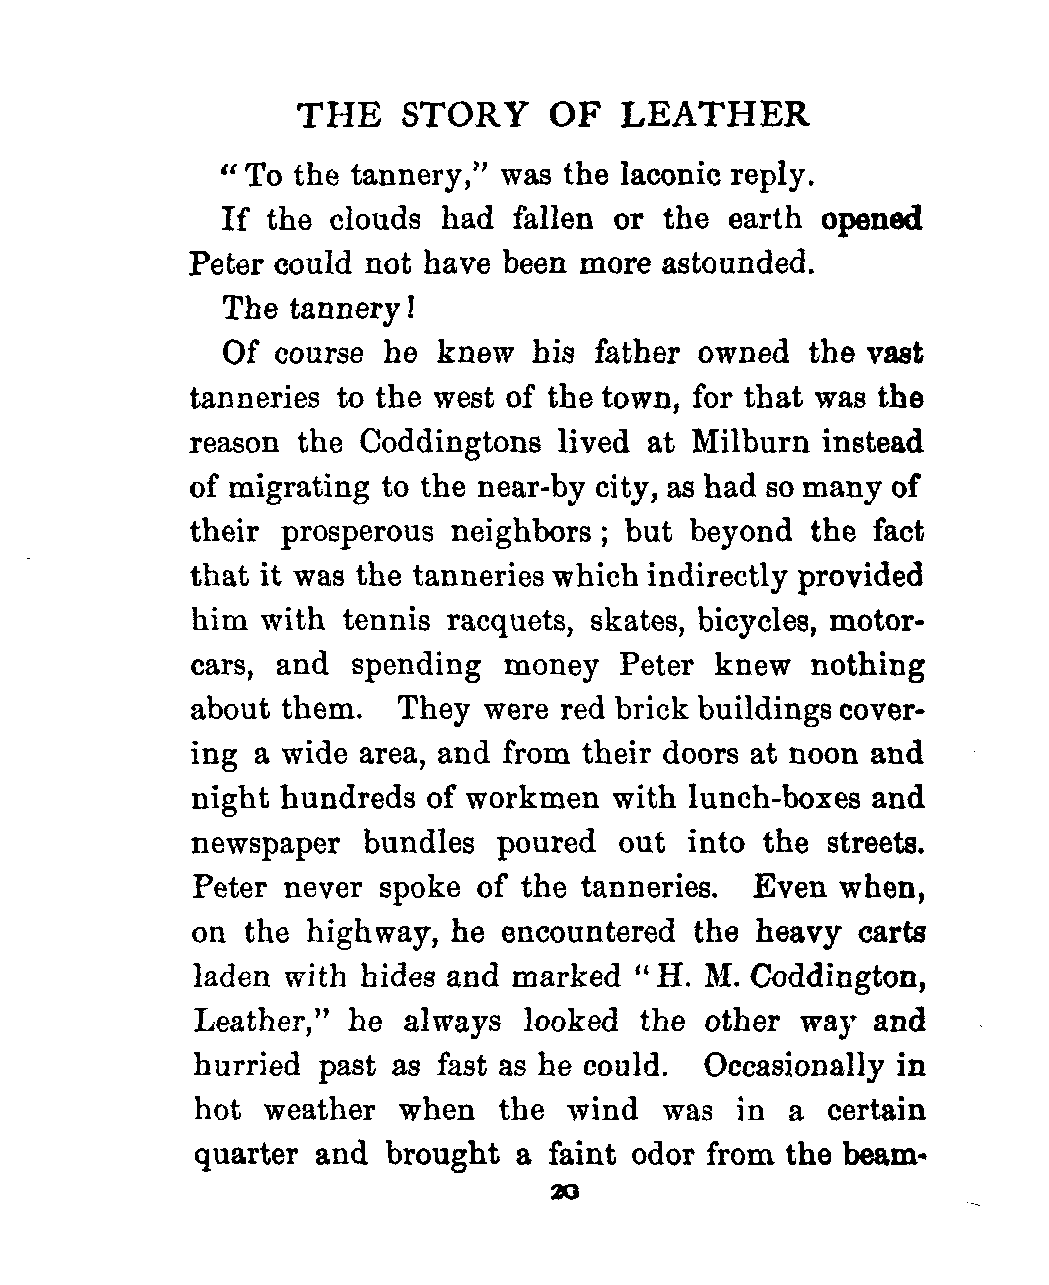 THE STORY OF LEATHER
“To the tannery,” was the laconic reply.
If the clouds had fallen or the earth opened
Peter could not have been more astounded.
The tannery!
Of course he knew his father owned the vast
tanneries to the west of the town, for that was the
reason the Coddingtons lived at Milburn instead
of migrating to the near-by city, as had so many of
their prosperous neighbors; but beyond the fact
that it was the tanneries which indirectly provided
him with tennis racquets, skates, bicycles, motor-
cars, and spending money Peter knew nothing
about them. They were red brick buildings cover-
ing a wide area, and from their doors at noon and
night hundreds of workmen with lunch-boxes and
newspaper bundles poured out into the streets.
Peter never spoke of the tanneries. Even when,
on the highway, he encountered the heavy carts
laden with hides and marked “H. M. Coddington,
Leather,” he always looked the other way and
hurried past as fast as he could. Occasionally in
hot weather when the wind was in a certain
quarter and brought a faint odor from the beam-
20